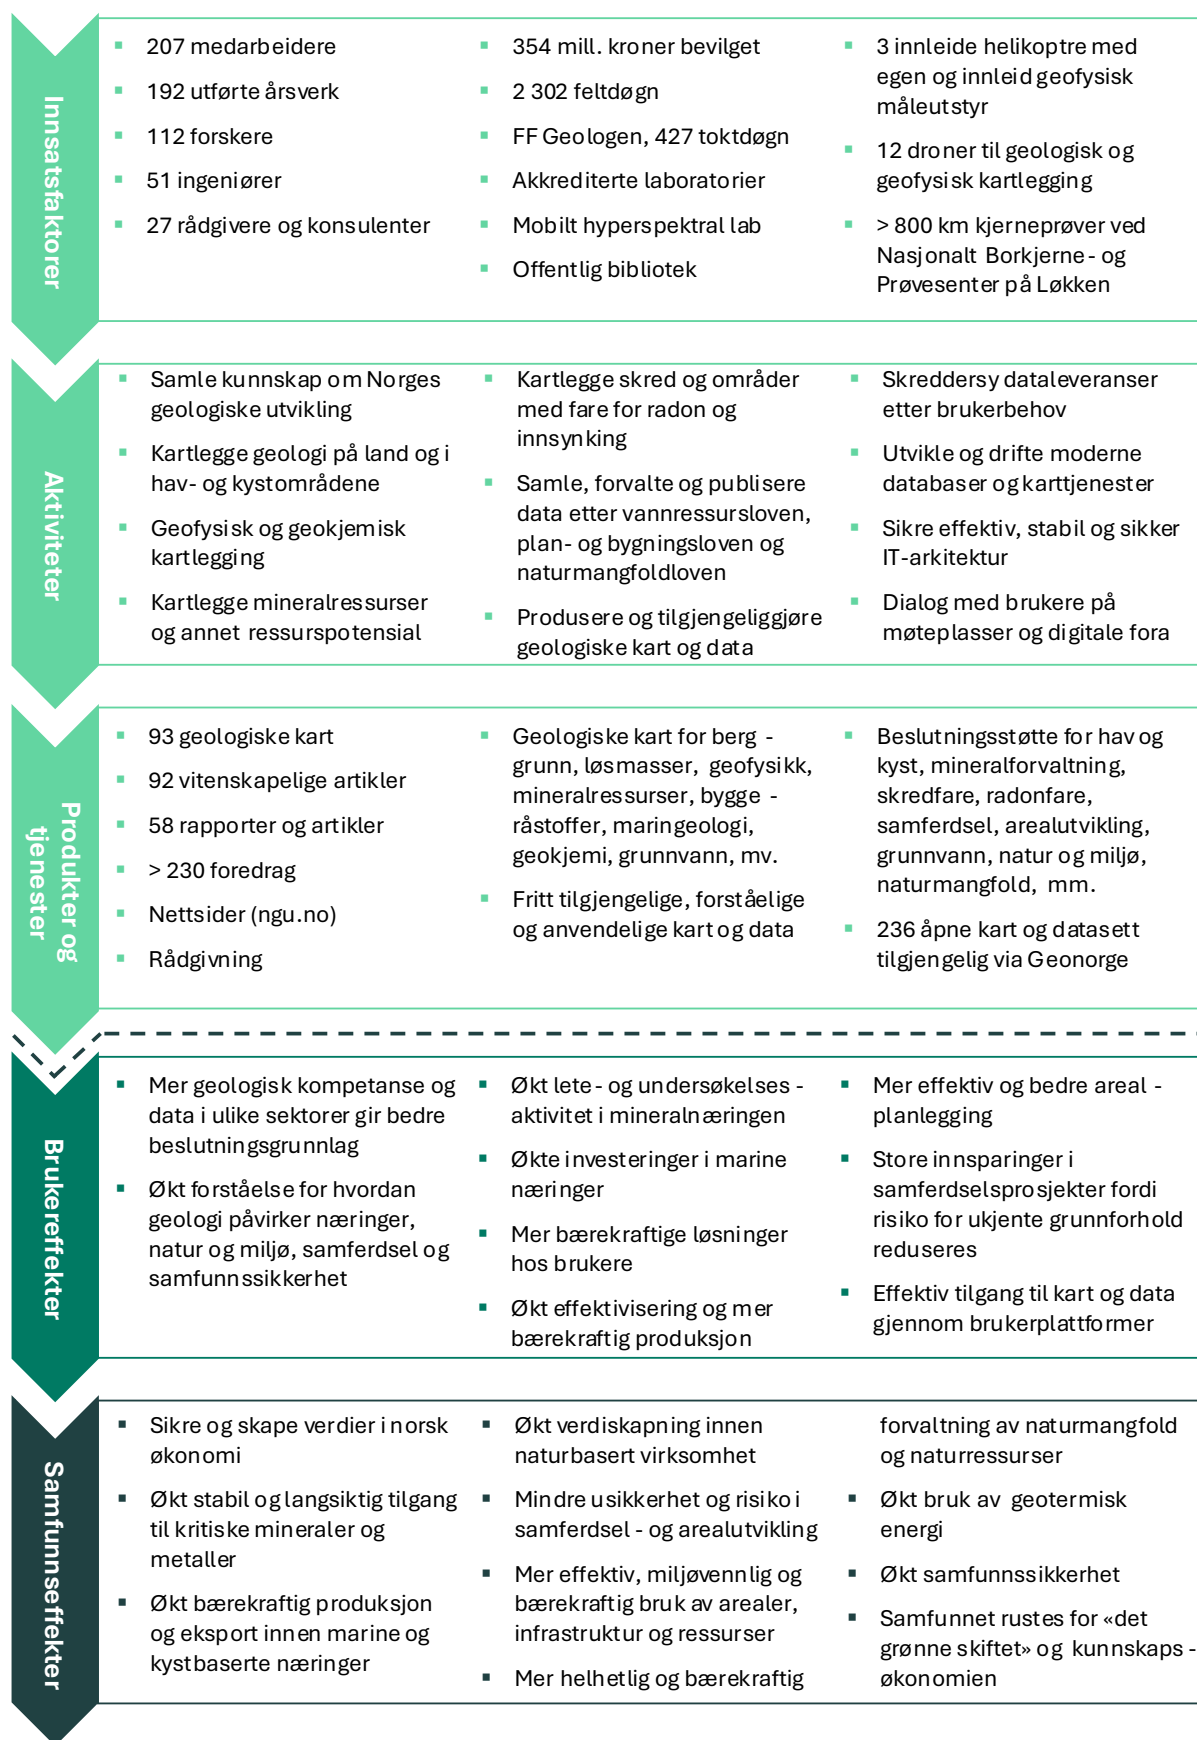 Innsatsfaktorer
207 medarbeidere
192 utførte årsverk
112 forskere
51 ingeniører
27 rådgivere og konsulenter
354 mill. kroner bevilget
2 302 feltdøgn
FF Geologen, 427 toktdøgn
Akkrediterte laboratorier
Mobilt hyperspektral lab
Offentlig bibliotek
3 innleide helikoptre med
egen og innleid geofysisk
måleutstyr
12 droner til geologisk og
geofysisk kartlegging
> 800 km kjerneprøver ved
Nasjonalt Borkjerne- og
Prøvesenter på Løkken
Aktiviteter
Samle kunnskap om Norges
geologiske utvikling
Kartlegge geologi på land og i
hav- og kystområdene
Geofysisk og geokjemisk
kartlegging
Kartlegge mineralressurser
og annet ressurspotensial
Kartlegge skred og områder
med fare for radon og
innsynking
Samle, forvalte og publisere
data etter vannressursloven,
plan- og bygningsloven og
naturmangfoldloven
Produsere og tilgjengeliggjøre
geologiske kart og data
Skreddersy dataleveranser
etter brukerbehov
Utvikle og drifte moderne
databaser og karttjenester
Sikre effektiv, stabil og sikker
IT-arkitektur
Dialog med brukere på
møteplasser og digitale fora
Produkter og
tjenester
93 geologiske kart
92 vitenskapelige artikler
58 rapporter og artikler
> 230 foredrag
Nettsider (ngu.no)
Rådgivning
Geologiske kart for berg -
grunn, løsmasser, geofysikk,
mineralressurser, bygge -
råstoffer, maringeologi,
geokjemi, grunnvann, mv.
Fritt tilgjengelige, forståelige
og anvendelige kart og data
Beslutningsstøtte for hav og
kyst, mineralforvaltning,
skredfare, radonfare,
samferdsel, arealutvikling,
grunnvann, natur og miljø,
naturmangfold, mm.
236 åpne kart og datasett
tilgjengelig via Geonorge
Brukereffekter
Mer geologisk kompetanse og
data i ulike sektorer gir bedre
beslutningsgrunnlag
Økt forståelse for hvordan
geologi påvirker næringer,
natur og miljø, samferdsel og
samfunnssikkerhet
Økt lete- og undersøkelses -
aktivitet i mineralnæringen
Økte investeringer i marine
næringer
Mer bærekraftige løsninger
hos brukere
Økt effektivisering og mer
bærekraftig produksjon
Mer effektiv og bedre areal -
planlegging
Store innsparinger i
samferdselsprosjekter fordi
risiko for ukjente grunnforhold
reduseres
Effektiv tilgang til kart og data
gjennom brukerplattformer
Samfunnseffekter
Sikre og skape verdier i norsk
økonomi
Økt stabil og langsiktig tilgang
til kritiske mineraler og
metaller
Økt bærekraftig produksjon
og eksport innen marine og
kystbaserte næringer
Økt verdiskapning innen
naturbasert virksomhet
Mindre usikkerhet og risiko i
samferdsel - og arealutvikling
Mer effektiv, miljøvennlig og
bærekraftig bruk av arealer,
infrastruktur og ressurser
Mer helhetlig og bærekraftig
forvaltning av naturmangfold
og naturressurser
Økt bruk av geotermisk
energi
Økt samfunnssikkerhet
Samfunnet rustes for «det
grønne skiftet» og kunnskaps -
økonomien